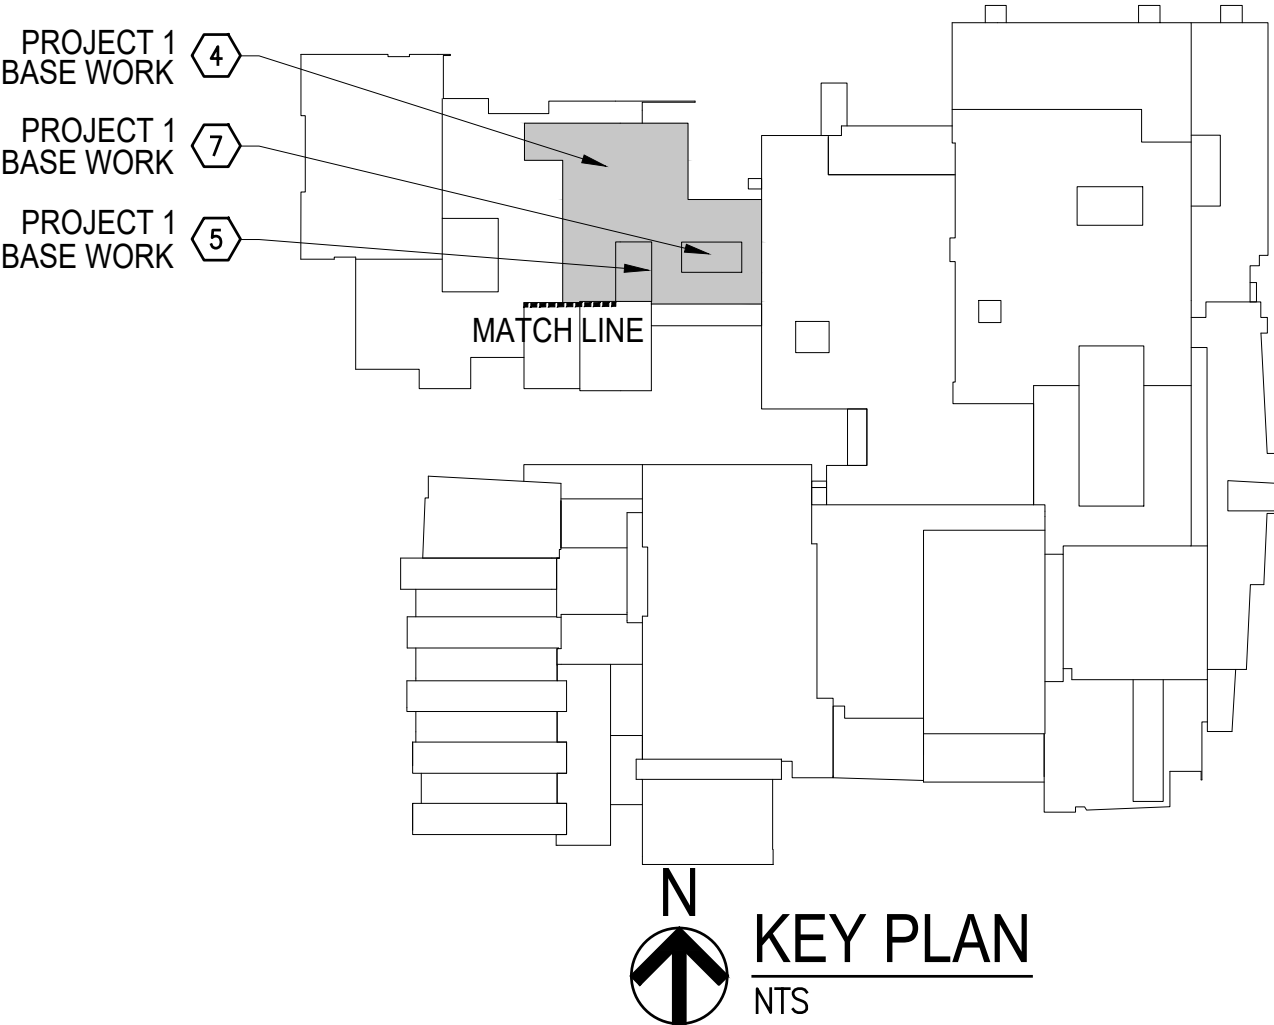 PROJECT 1
BASE WORK
4
PROJECT 1
BASE WORK
7
PROJECT 1
BASE WORK
5
MATCH LINE
N
KEY PLAN
NTS